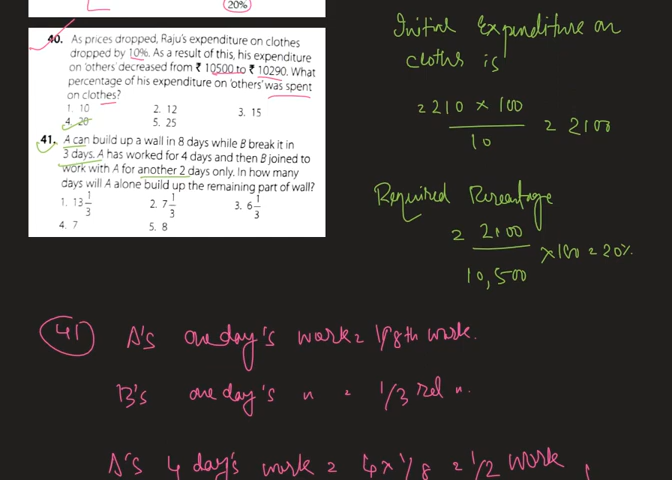 20%
40. As prices dropped, Raju's expenditure on clothes
dropped by 10%. As a result of this, his expenditure
on 'others' decreased from ₹ 10500 to ₹ 10290. What
percentage of his expenditure on 'others' was spent
on clothes?
1. 10 2. 12 3. 15
4. 20 5. 25
41. A can build up a wall in 8 days while B break it in
3 days. A has worked for 4 days and then B joined to
work with A for another 2 days only. In how many
days will A alone build up the remaining part of wall?
1. 13 1/3 2. 7 1/3 3. 6 1/3
4. 7 5. 8
Initial Expenditure on
cloths is
= 210 × 100 / 10 = 2100
Required Percentage
= 2100 / 10,500 × 100 = 20%
41 A's one day's work = 1/8th work.
B's one day's " = 1/3 rd ".
A's 4 day's work = 4 × 1/8 = 1/2 work